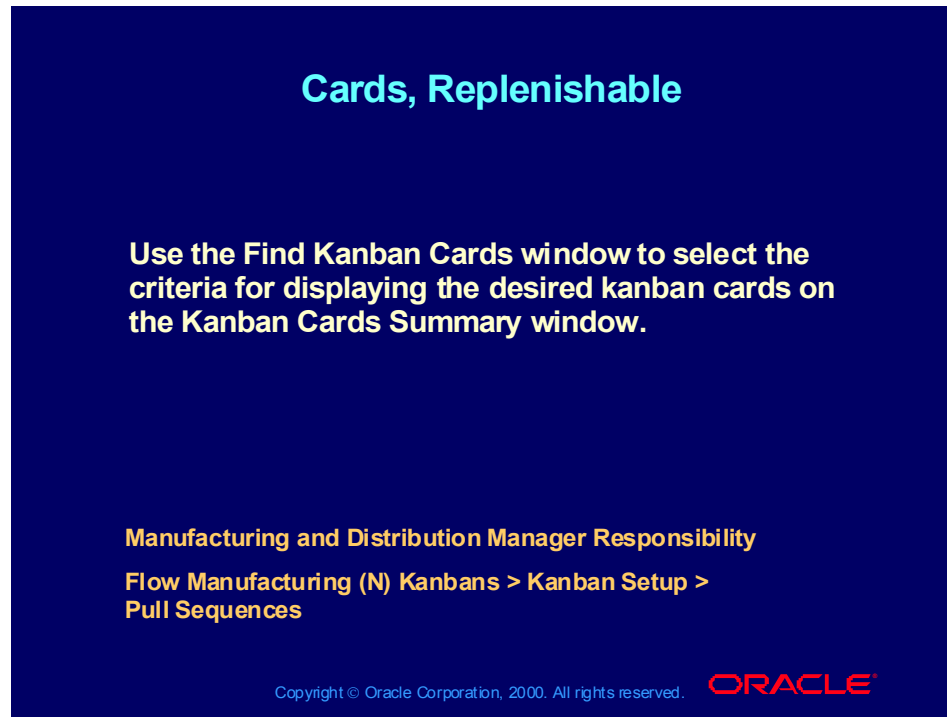 Cards, Replenishable
Use the Find Kanban Cards window to select the
criteria for displaying the desired kanban cards on
the Kanban Cards Summary window.
Manufacturing and Distribution Manager Responsibility
Flow Manufacturing (N) Kanbans > Kanban Setup >
Pull Sequences
Copyright © Oracle Corporation, 2000. All rights reserved.
ORACLE®